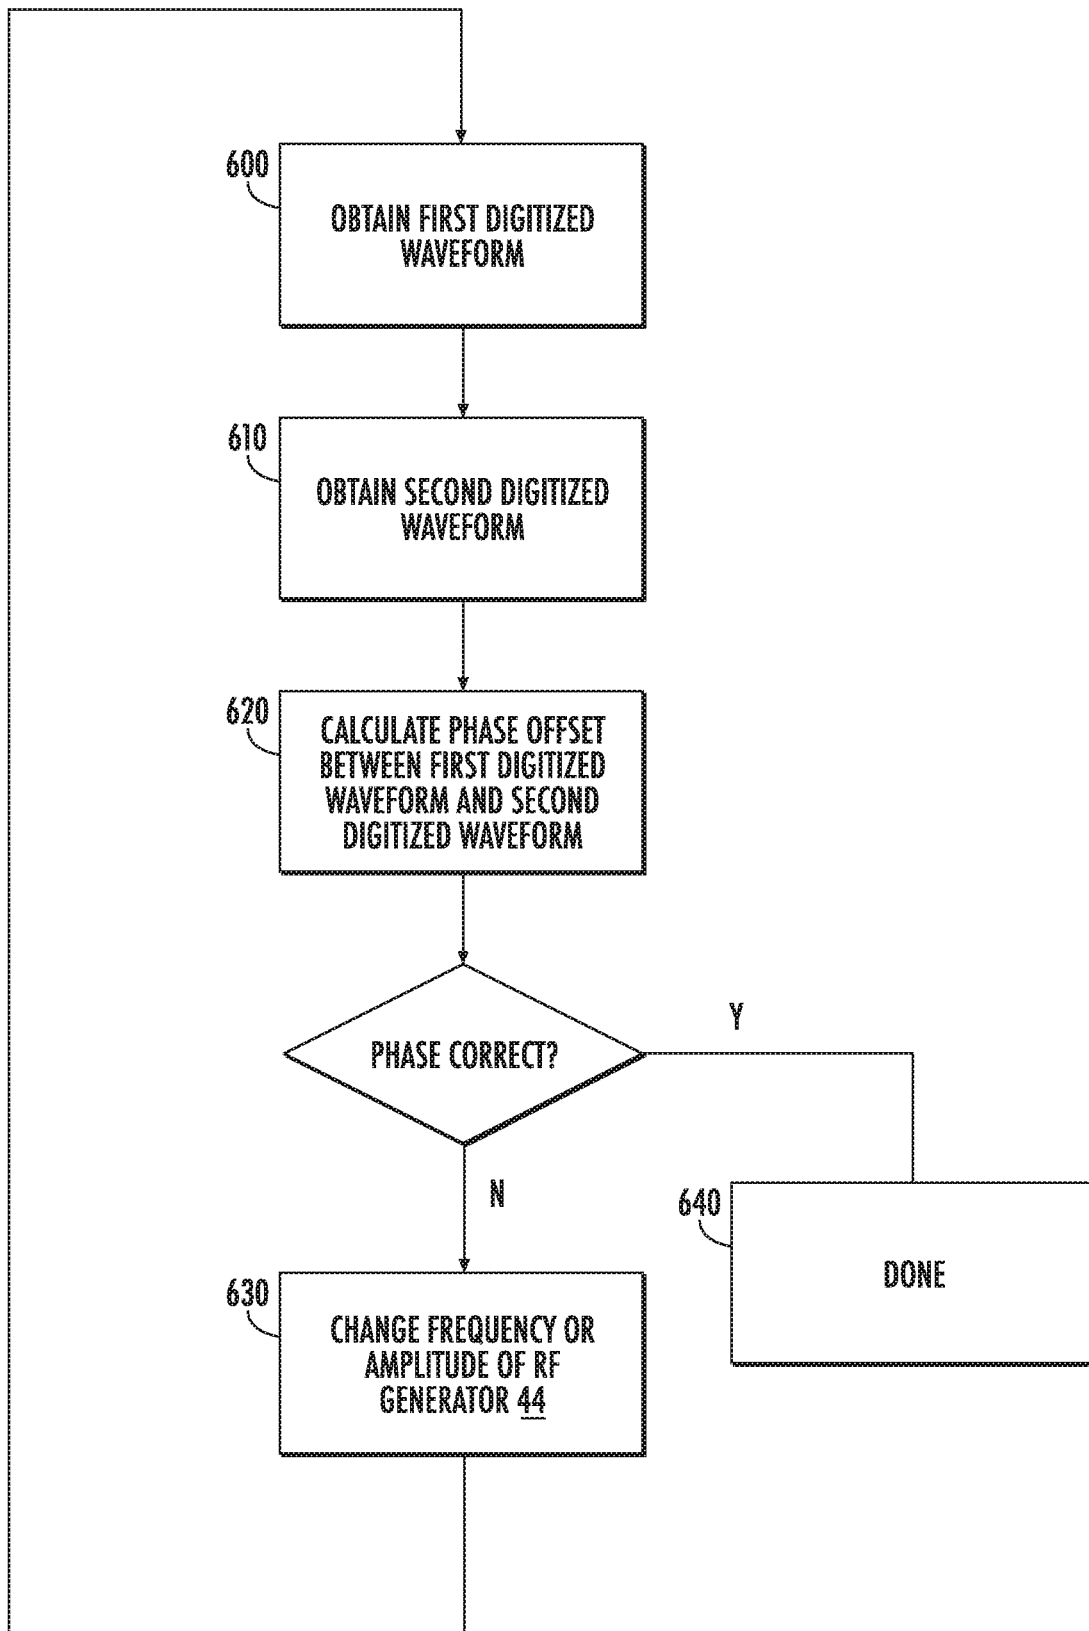 600
OBTAIN FIRST DIGITIZED
WAVEFORM
610
OBTAIN SECOND DIGITIZED
WAVEFORM
620
CALCULATE PHASE OFFSET
BETWEEN FIRST DIGITIZED
WAVEFORM AND SECOND
DIGITIZED WAVEFORM
PHASE CORRECT?
Y
N
640
DONE
630
CHANGE FREQUENCY OR
AMPLITUDE OF RF
GENERATOR 44